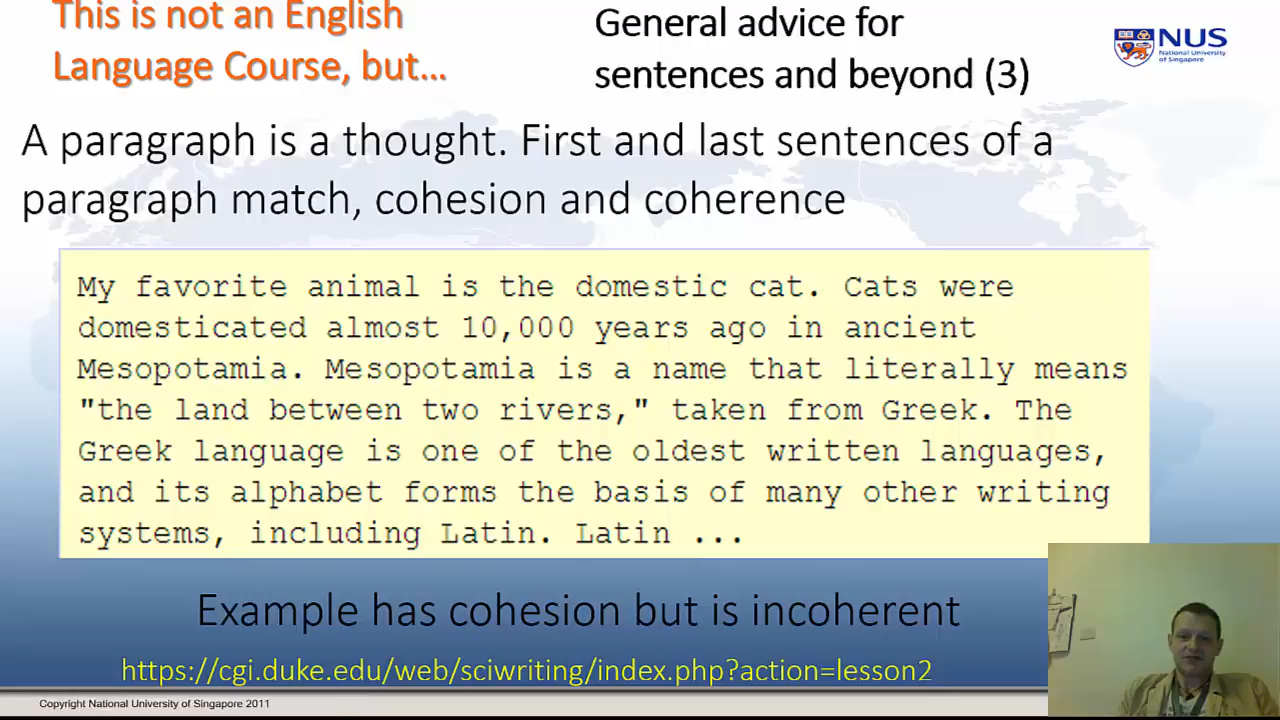 This is not an English
Language Course, but...
General advice for
sentences and beyond (3)
NUS
National University
of Singapore
A paragraph is a thought. First and last sentences of a
paragraph match, cohesion and coherence
My favorite animal is the domestic cat. Cats were
domesticated almost 10,000 years ago in ancient
Mesopotamia. Mesopotamia is a name that literally means
"the land between two rivers," taken from Greek. The
Greek language is one of the oldest written languages,
and its alphabet forms the basis of many other writing
systems, including Latin. Latin ...
Example has cohesion but is incoherent
https://cgi.duke.edu/web/sciwriting/index.php?action=lesson2
Copyright National University of Singapore 2011